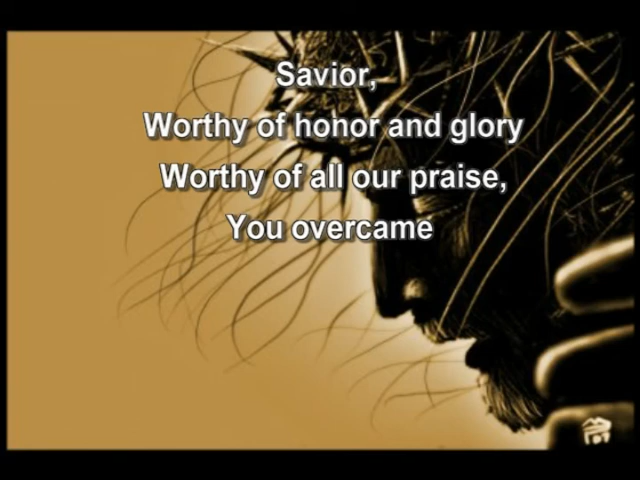 Savior,
Worthy of honor and glory
Worthy of all our praise,
You overcame